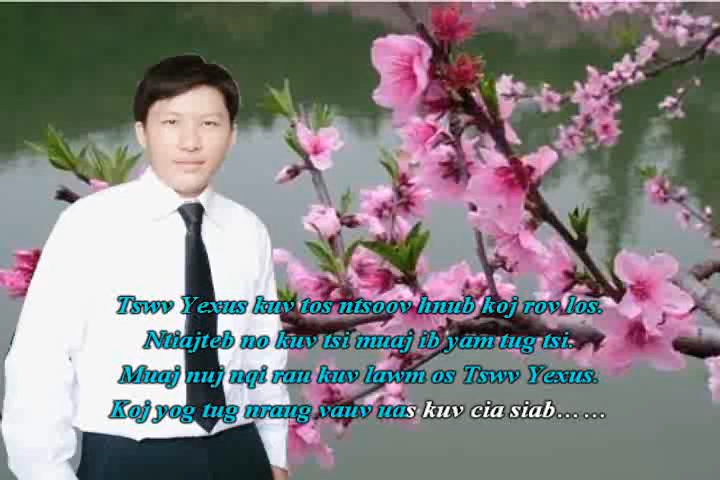 Tswv Yexus kuv tos ntsoov hnub koj rov los.
Ntiajteb no kuv tsi muaj ib yam tug tsi.
Muaj nuj nqi rau kuv lawm os Tswv Yexus.
Koj yog tug nraug vauv uas kuv cia siab......